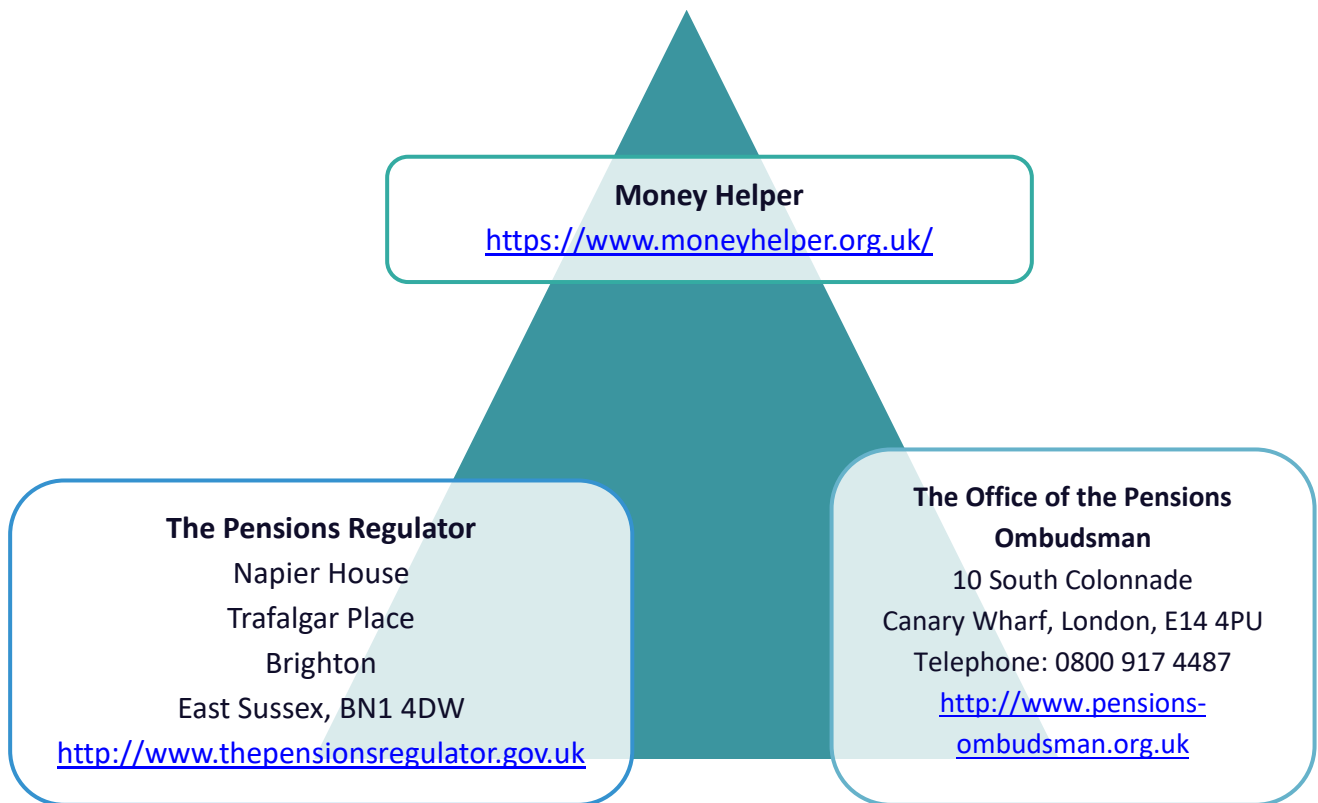 Money Helper
https://www.moneyhelper.org.uk/
The Pensions Regulator
Napier House
Trafalgar Place
Brighton
East Sussex, BN1 4DW
http://www.thepensionsregulator.gov.uk
The Office of the Pensions
Ombudsman
10 South Colonnade
Canary Wharf, London, E14 4PU
Telephone: 0800 917 4487
http://www.pensions-
ombudsman.org.uk